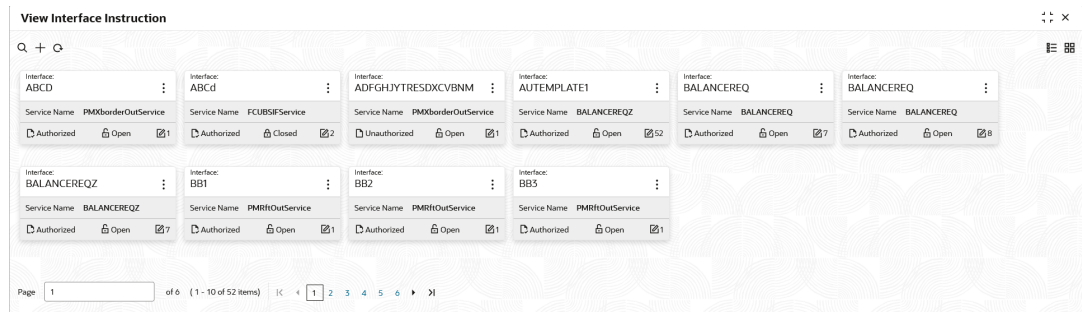 View Interface Instruction
Interface:
ABCD
Service Name PMXborderOutService
Authorized Open 1
Interface:
ABCd
Service Name FCUBSIFService
Authorized Closed 2
Interface:
ADFGHJYTRESDXCVBNM
Service Name PMXborderOutService
Unauthorized Open 1
Interface:
AUTEMPLATE1
Service Name BALANCEREQZ
Authorized Open 52
Interface:
BALANCEREQ
Service Name BALANCEREQ
Authorized Open 7
Interface:
BALANCEREQ
Service Name BALANCEREQ
Authorized Open 8
Interface:
BALANCEREQZ
Service Name BALANCEREQZ
Authorized Open 7
Interface:
BB1
Service Name PMRftOutService
Authorized Open 1
Interface:
BB2
Service Name PMRftOutService
Authorized Open 1
Interface:
BB3
Service Name PMRftOutService
Authorized Open 1
Page 1 of 6 ( 1 - 10 of 52 items) 1 2 3 4 5 6